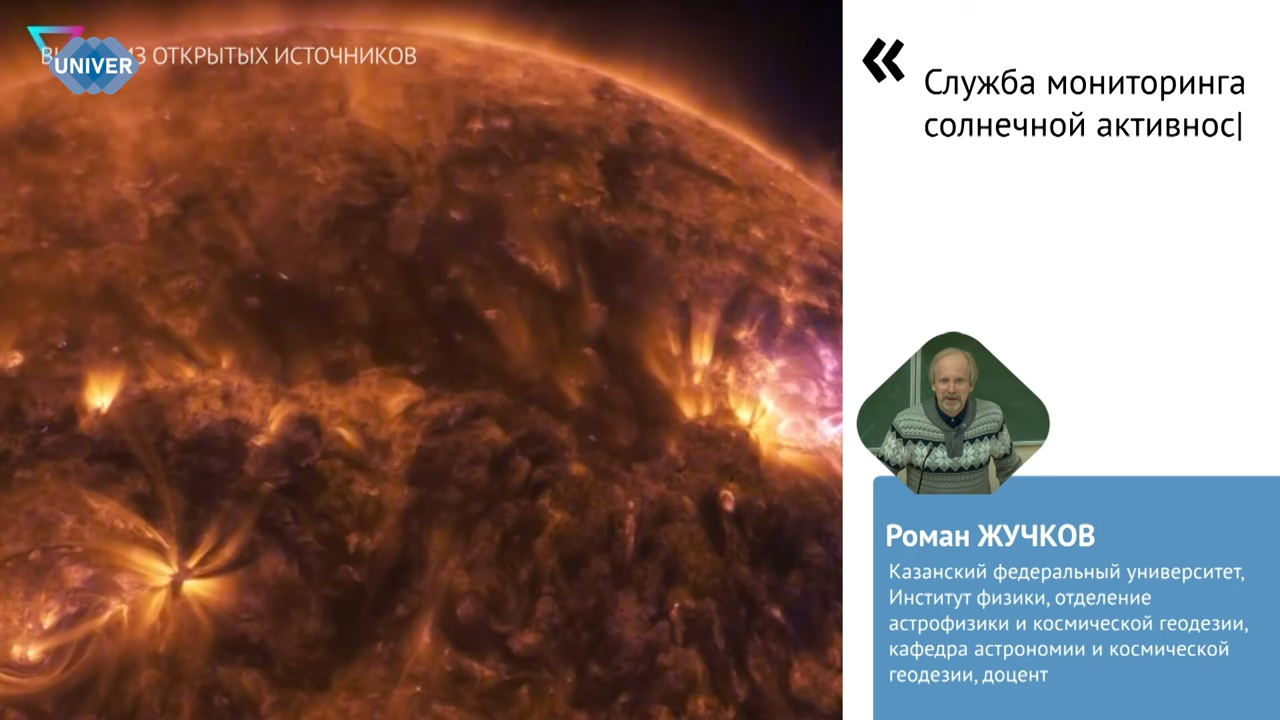 ИЗ ОТКРЫТЫХ ИСТОЧНИКОВ
UNIVER
«
Служба мониторинга
солнечной активнос|
Роман ЖУЧКОВ
Казанский федеральный университет,
Институт физики, отделение
астрофизики и космической геодезии,
кафедра астрономии и космической
геодезии, доцент